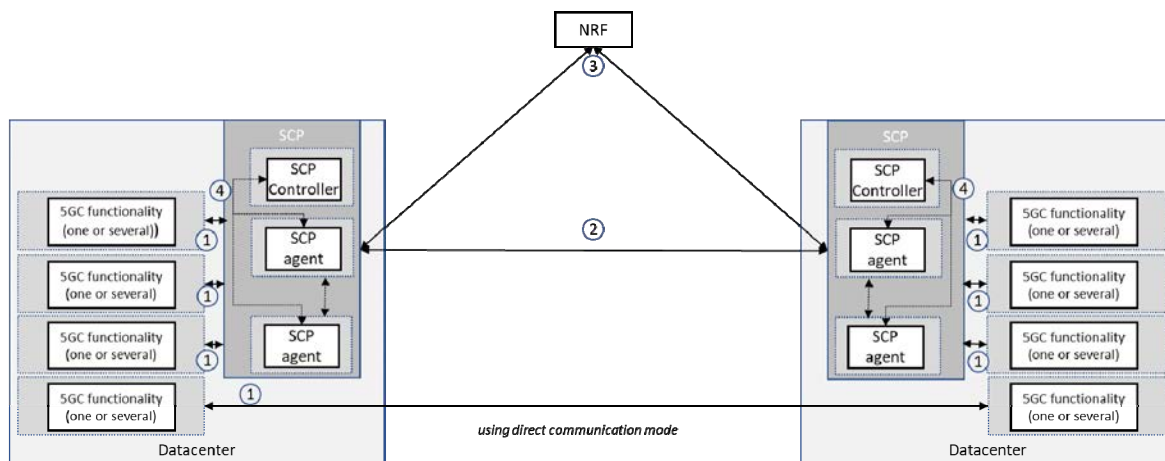 NRF
3
SCP
SCP
Controller
4
5GC functionality
(one or several))
1
SCP
agent
5GC functionality
(one or several)
1
5GC functionality
(one or several)
1
SCP
agent
1
5GC functionality
(one or several)
Datacenter
2
using direct communication mode
SCP
SCP
Controller
4
5GC functionality
(one or several)
1
SCP
agent
5GC functionality
(one or several)
1
5GC functionality
(one or several)
1
SCP
agent
5GC functionality
(one or several)
Datacenter